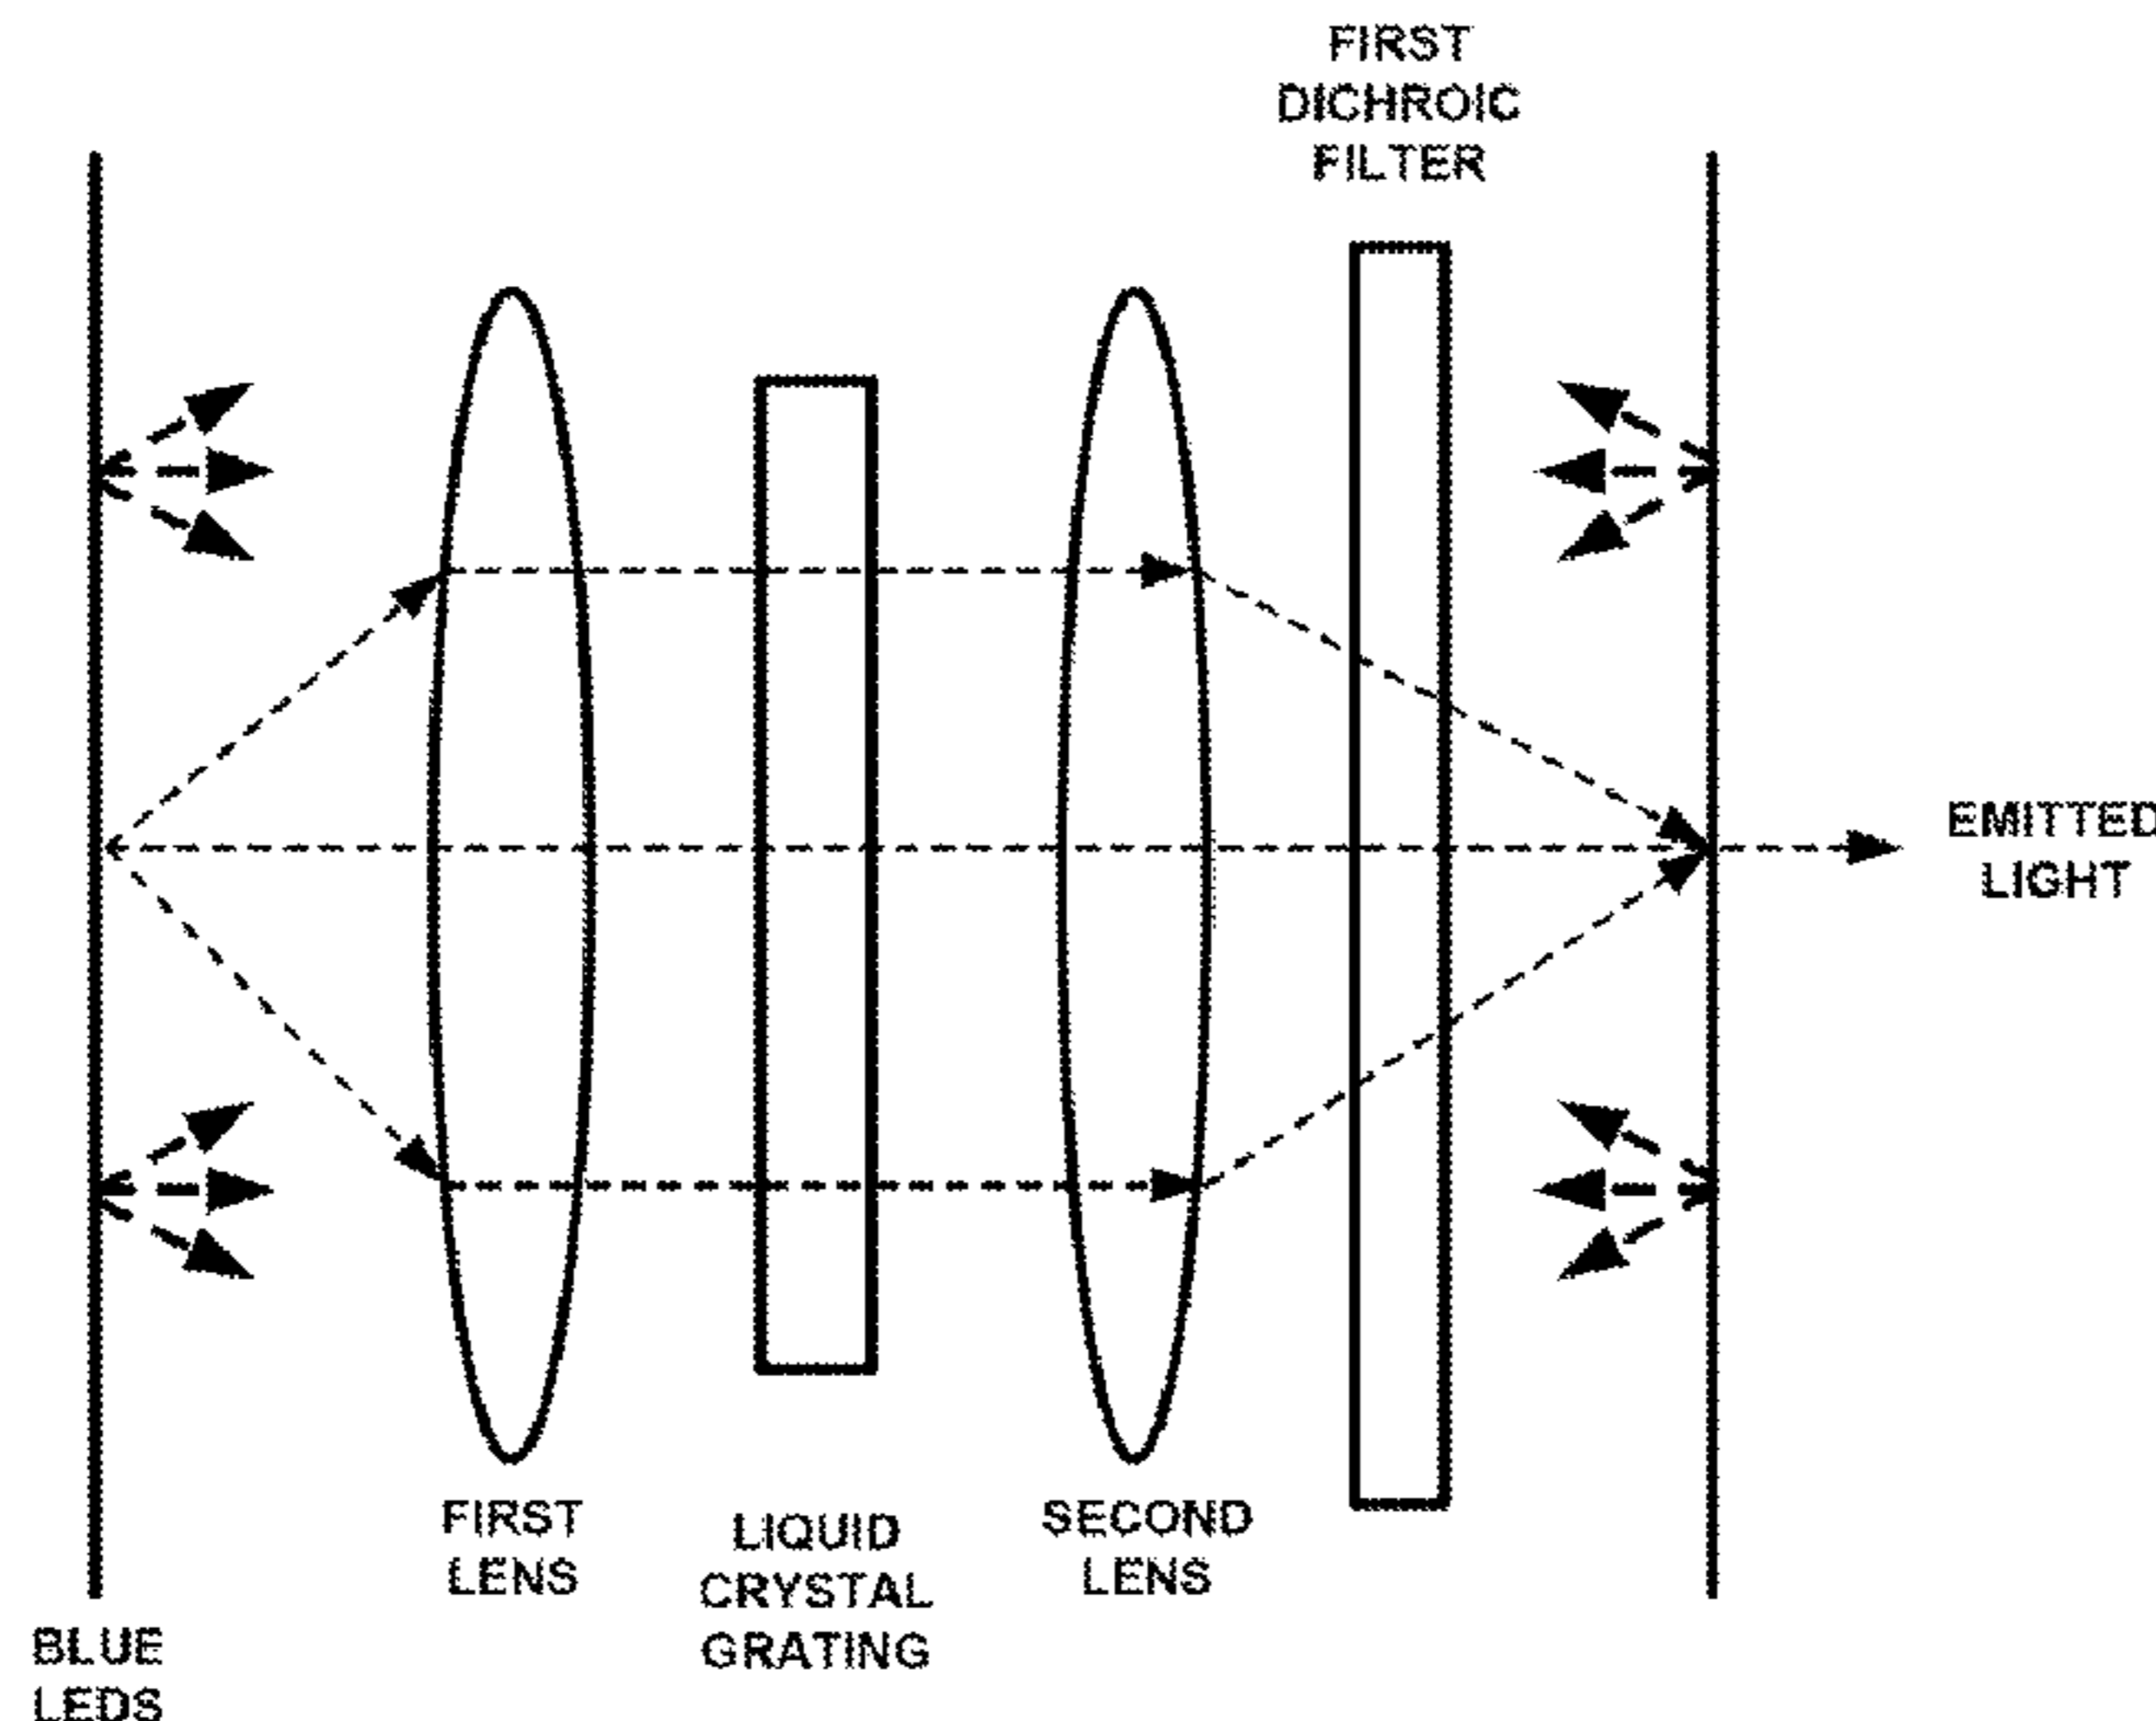 FIRST
DICHROIC
FILTER
EMITTED
LIGHT
FIRST
LENS
LIQUID
CRYSTAL
GRATING
SECOND
LENS
BLUE
LEDS